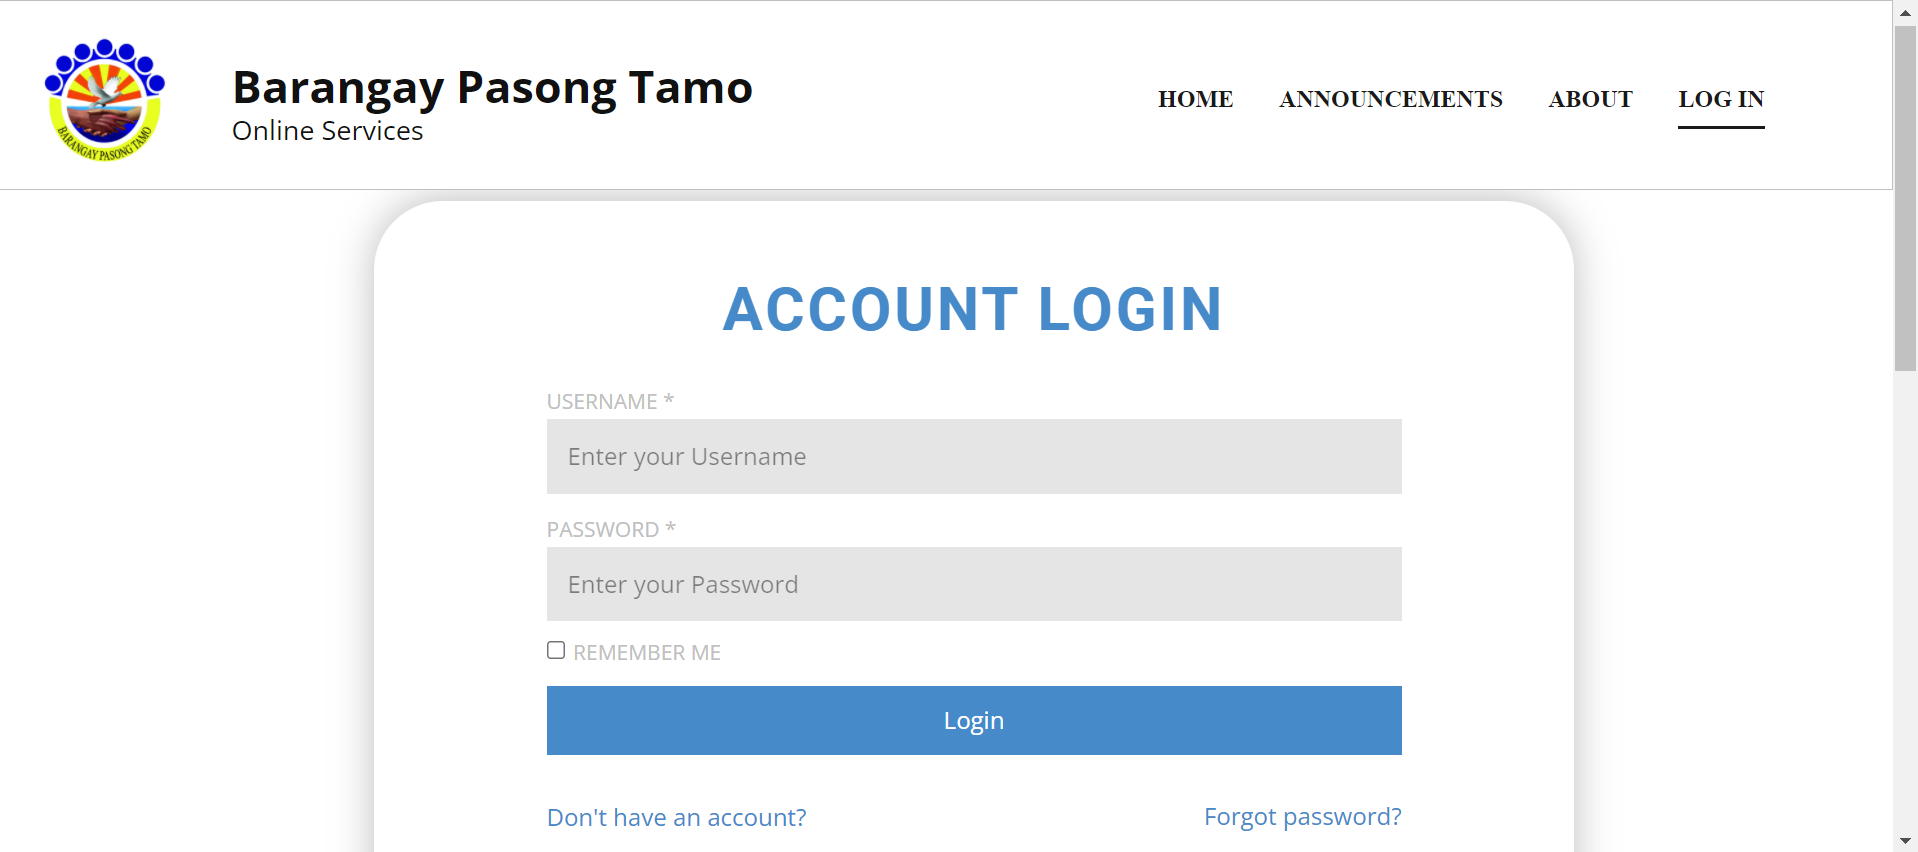 BARANGAY PASONG TAMO
Barangay Pasong Tamo
Online Services
HOME ANNOUNCEMENTS ABOUT LOG IN
ACCOUNT LOGIN
USERNAME *
Enter your Username
PASSWORD *
Enter your Password
REMEMBER ME
Login
Don't have an account? Forgot password?